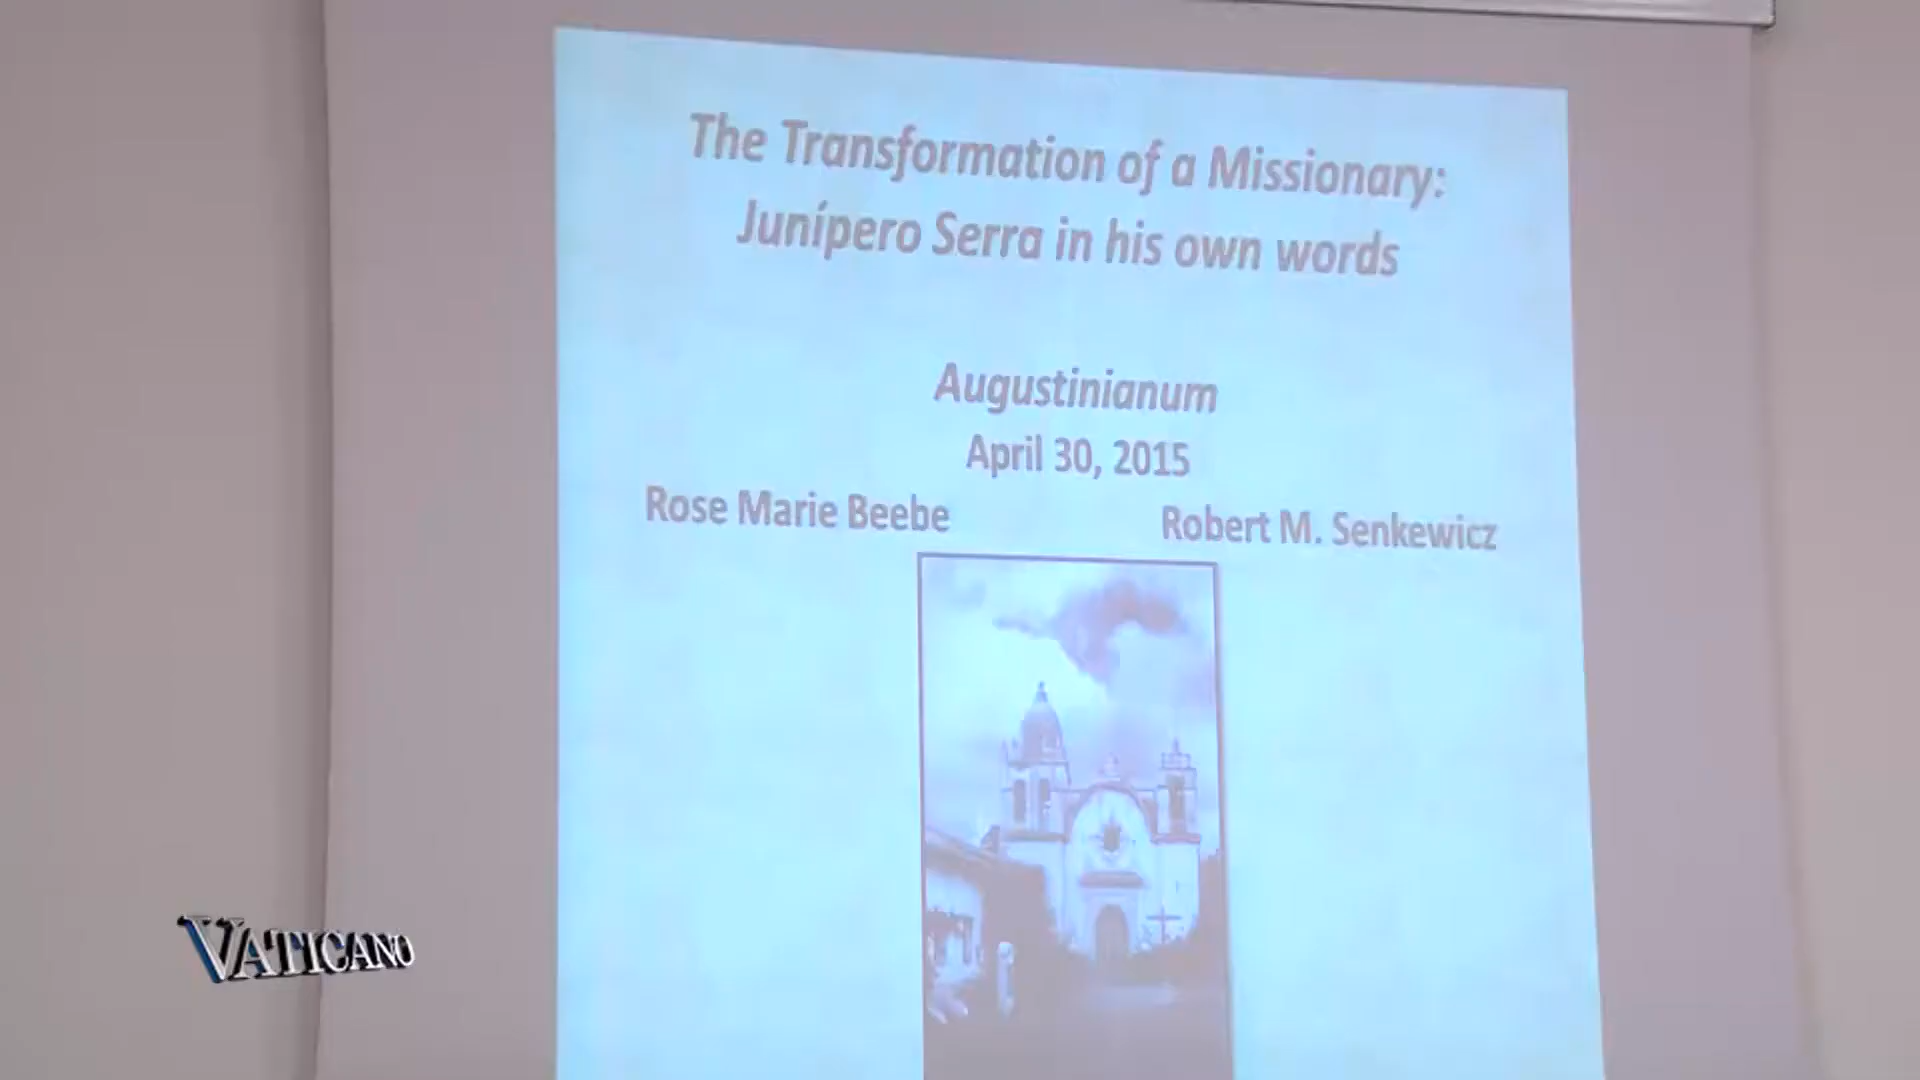 The Transformation of a Missionary:
Junípero Serra in his own words
Augustinianum
April 30, 2015
Rose Marie Beebe
Robert M. Senkewicz
VATICANO